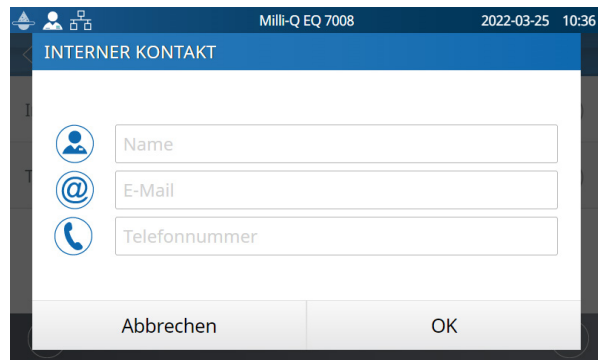 Milli-Q EQ 7008 2022-03-25 10:36
INTERNER KONTAKT
Name
@ E-Mail
Telefonnummer
Abbrechen OK